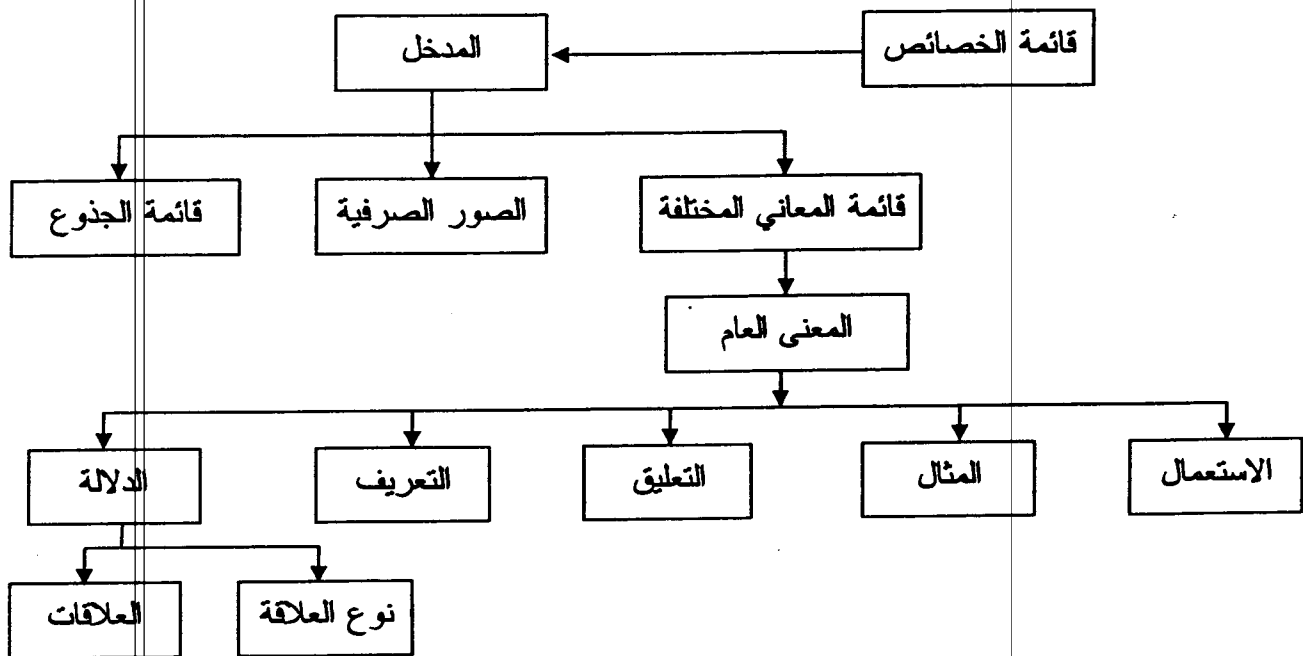 قائمة الخصائص
المدخل
قائمة المعاني المختلفة
الصور الصرفية
قائمة الجذوع
المعنى العام
الاستعمال
المثال
التعليق
التعريف
الدلالة
نوع العلاقة
العلاقات